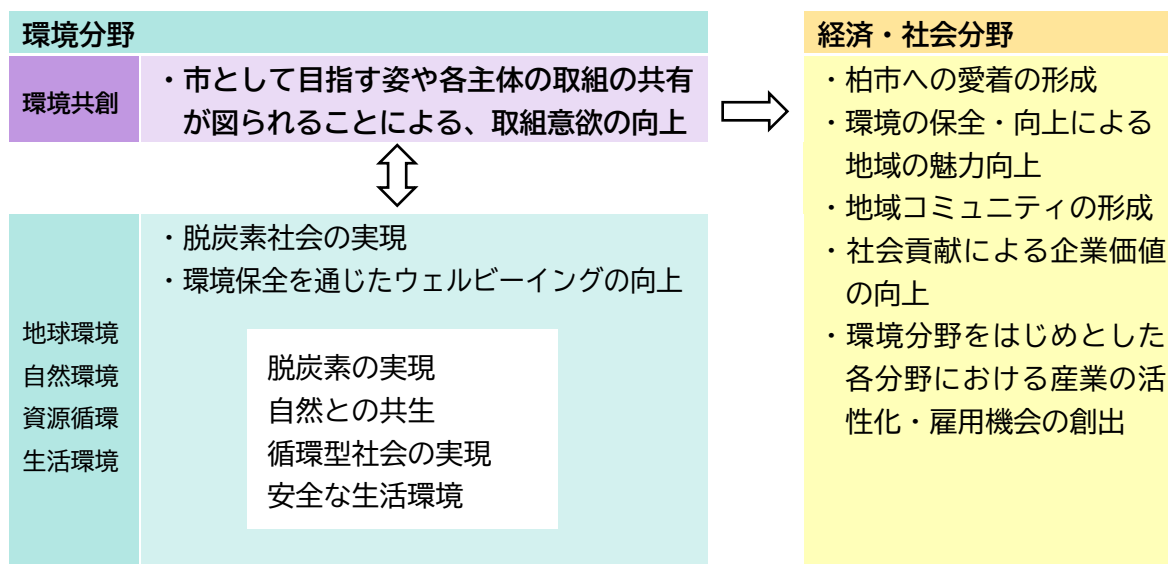 環境分野
環境共創
・市として目指す姿や各主体の取組の共有
が図られることによる、取組意欲の向上
地球環境
自然環境
資源循環
生活環境
・脱炭素社会の実現
・環境保全を通じたウェルビーイングの向上
脱炭素の実現
自然との共生
循環型社会の実現
安全な生活環境
経済・社会分野
・柏市への愛着の形成
・環境の保全・向上による
地域の魅力向上
・地域コミュニティの形成
・社会貢献による企業価値
の向上
・環境分野をはじめとした
各分野における産業の活
性化・雇用機会の創出